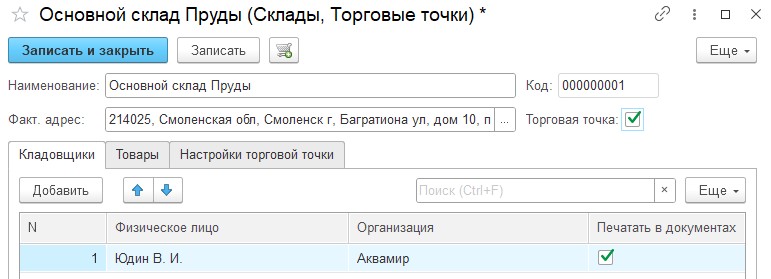 Основной склад Пруды (Склады, Торговые точки) *
Записать и закрыть Записать Еще
Наименование: Основной склад Пруды Код: 000000001
Факт. адрес: 214025, Смоленская обл, Смоленск г, Багратиона ул, дом 10, п ... Торговая точка:
Кладовщики Товары Настройки торговой точки
Добавить Поиск (Ctrl+F) × Еще
N Физическое лицо Организация Печатать в документах
1 Юдин В. И. Аквамир